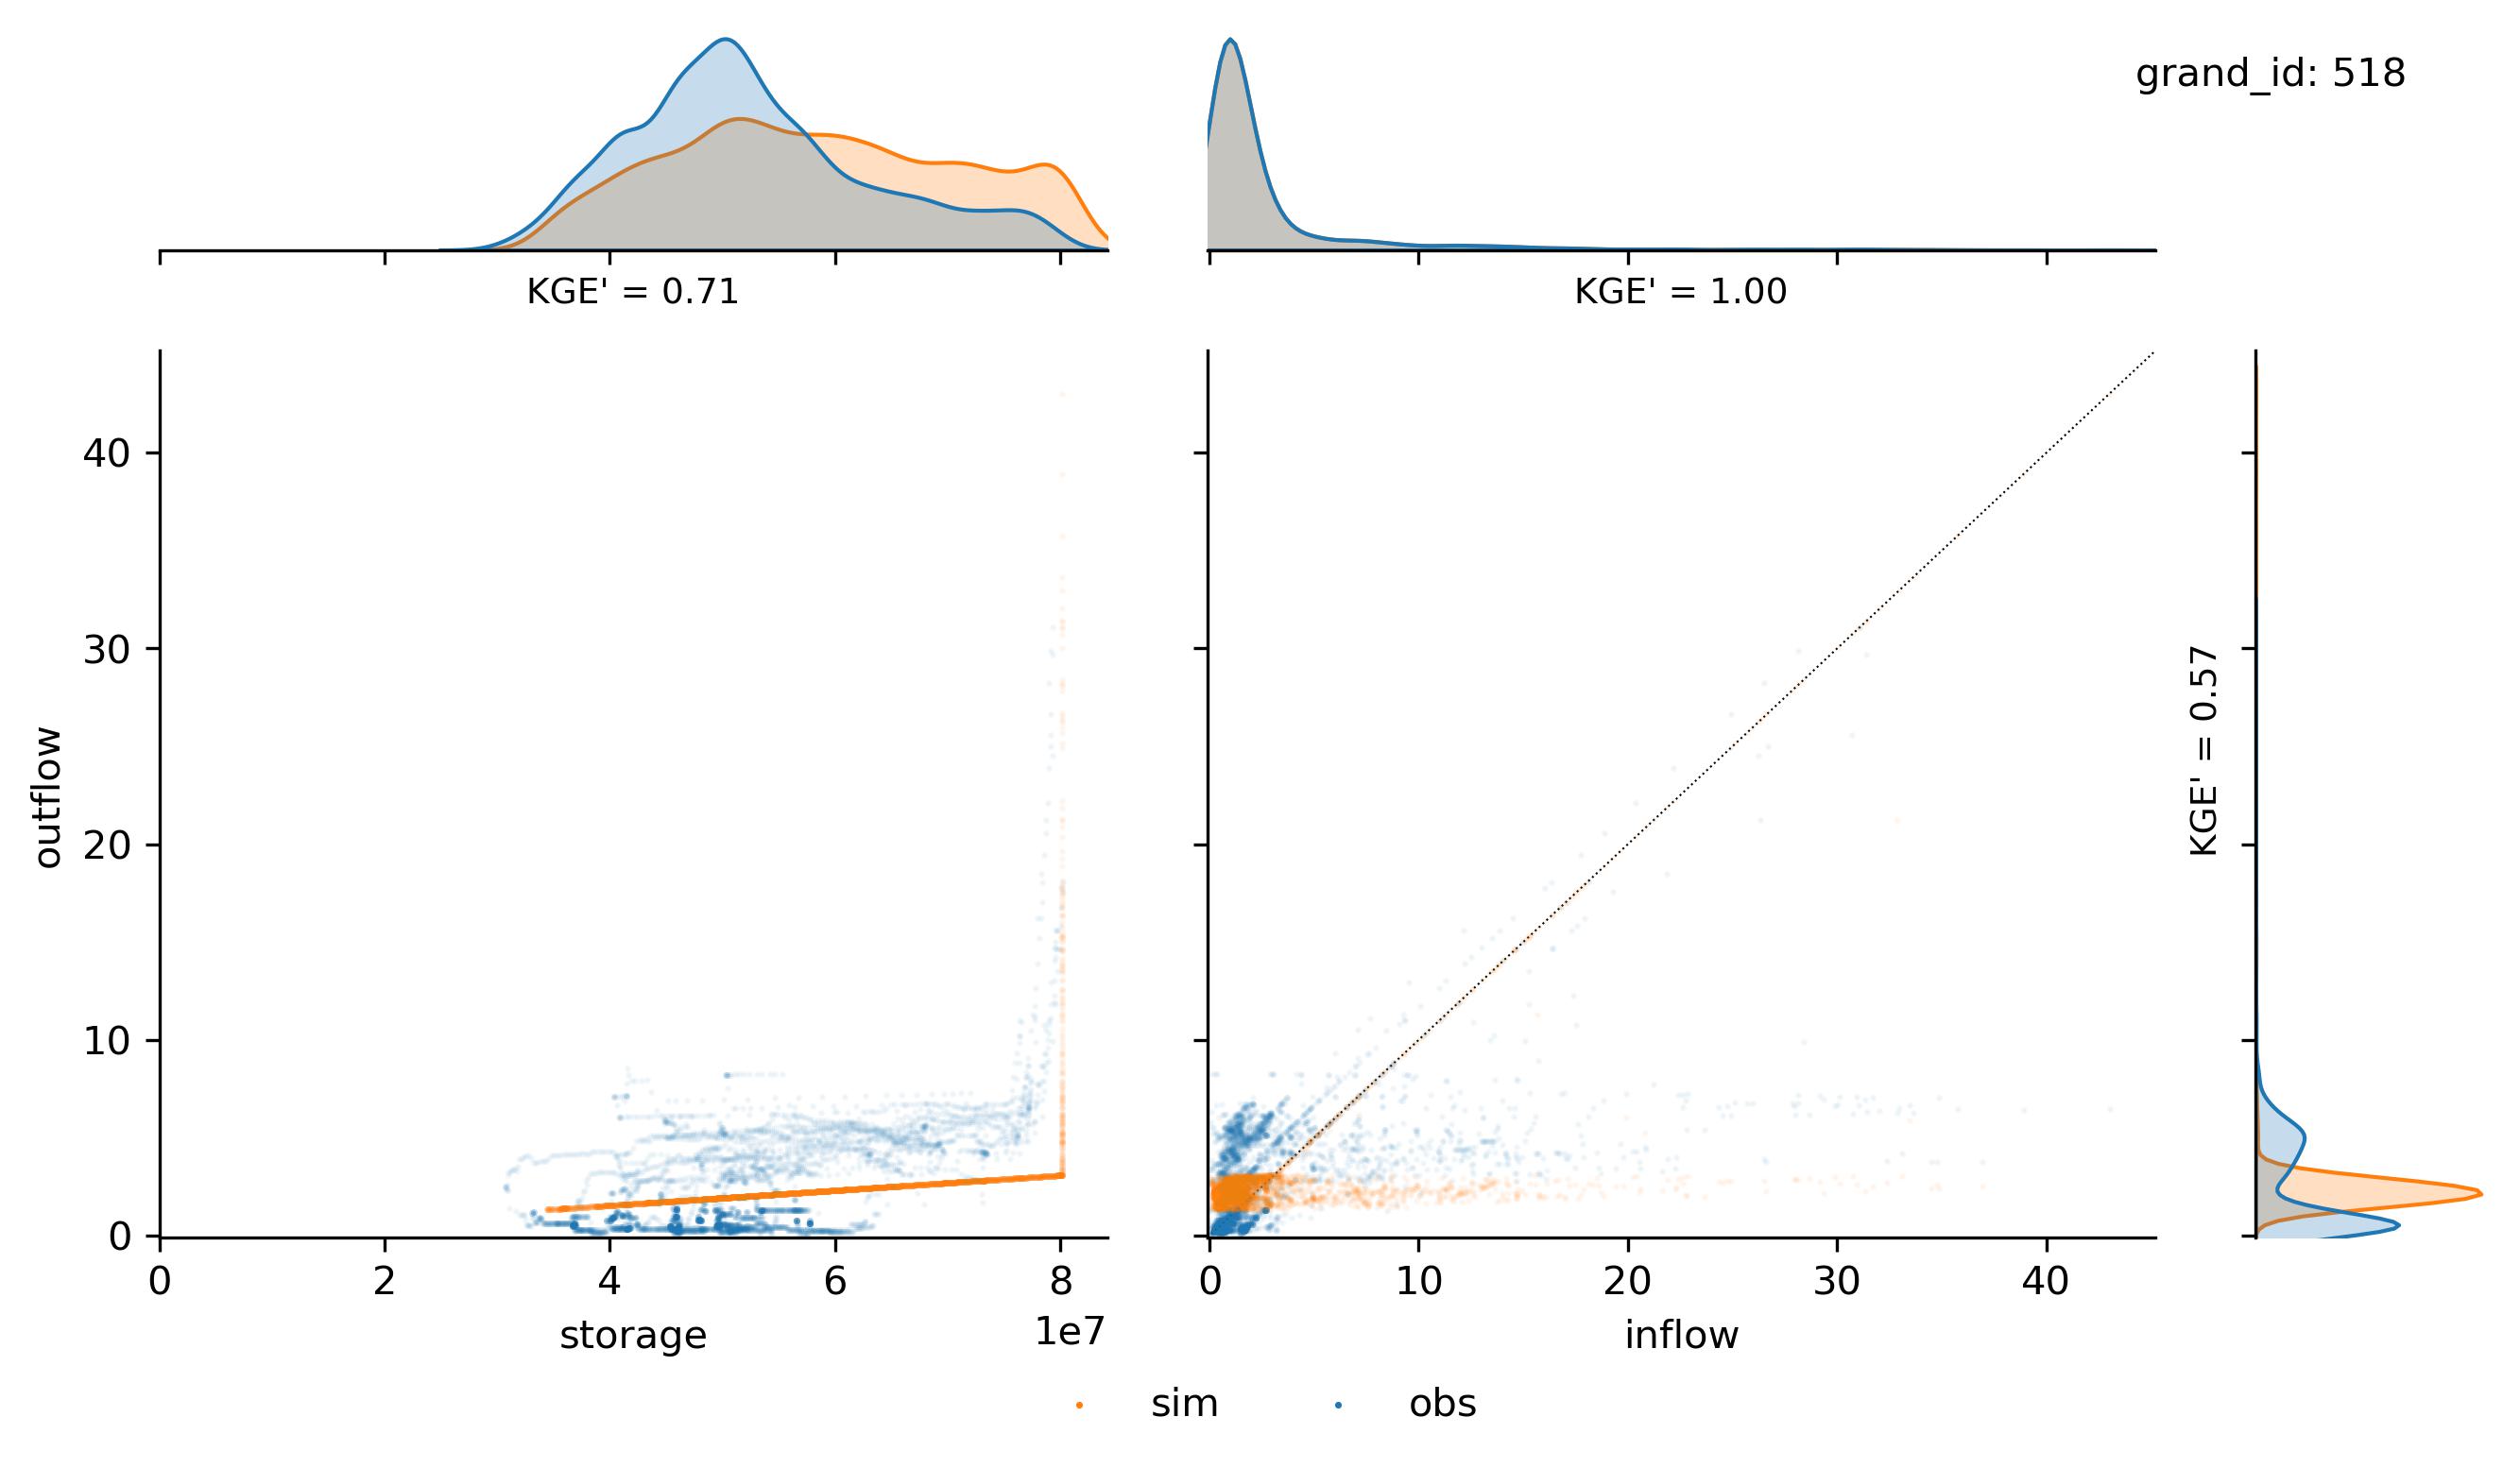 grand_id: 518
KGE' = 0.71
KGE' = 1.00
40
30
20
10
0
outflow
KGE' = 0.57
0 2 4 6 8
1e7
storage
0 10 20 30 40
inflow
sim obs